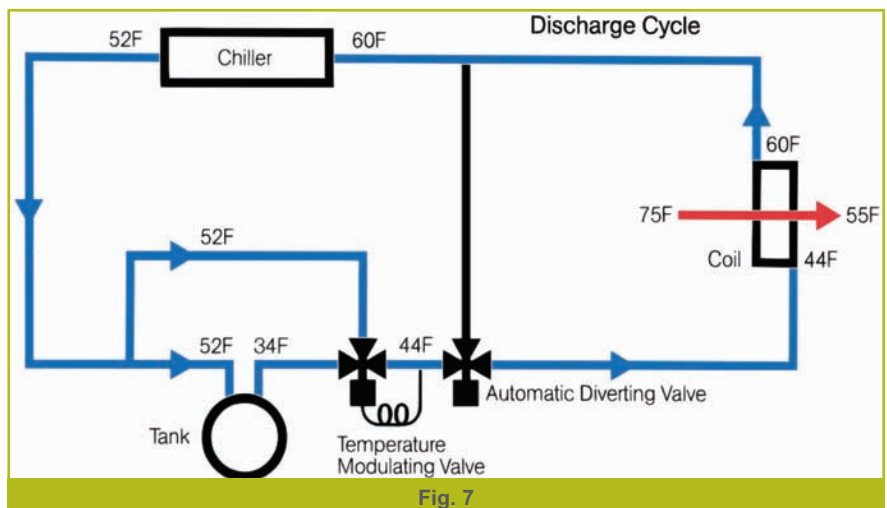 Discharge Cycle
52F
Chiller
60F
60F
75F
55F
Coil
44F
52F
52F
34F
44F
Automatic Diverting Valve
Tank
Temperature
Modulating Valve
Fig. 7